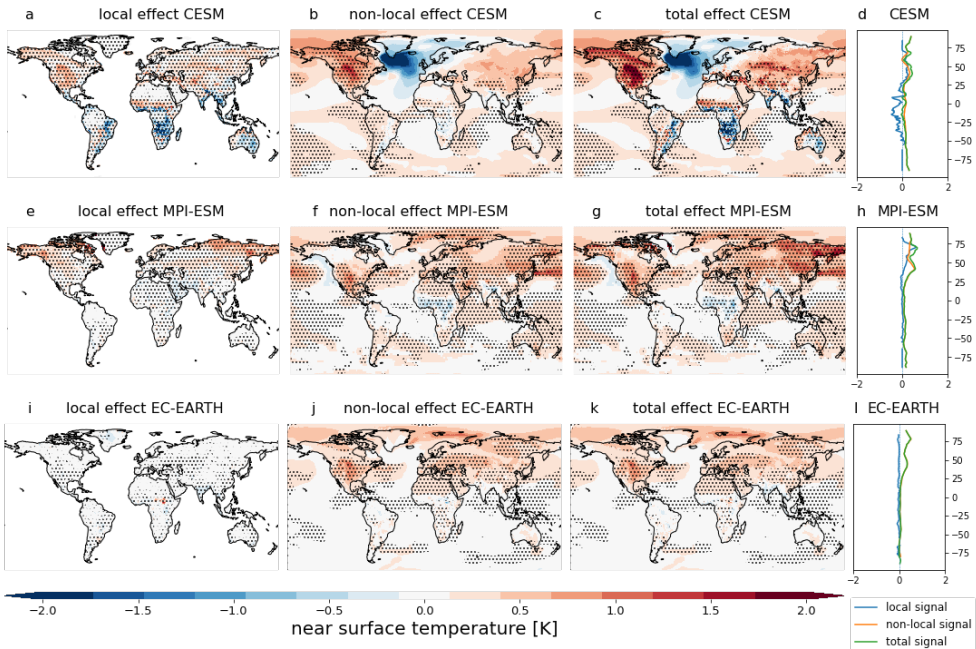 a local effect CESM
b non-local effect CESM
c total effect CESM
d CESM
75
50
25
0
−25
−50
−75
−2 0 2
e local effect MPI-ESM
f non-local effect MPI-ESM
g total effect MPI-ESM
h MPI-ESM
75
50
25
0
−25
−50
−75
−2 0 2
i local effect EC-EARTH
j non-local effect EC-EARTH
k total effect EC-EARTH
l EC-EARTH
75
50
25
0
−25
−50
−75
−2 0 2
−2.0 −1.5 −1.0 −0.5 0.0 0.5 1.0 1.5 2.0
near surface temperature [K]
local signal
non-local signal
total signal